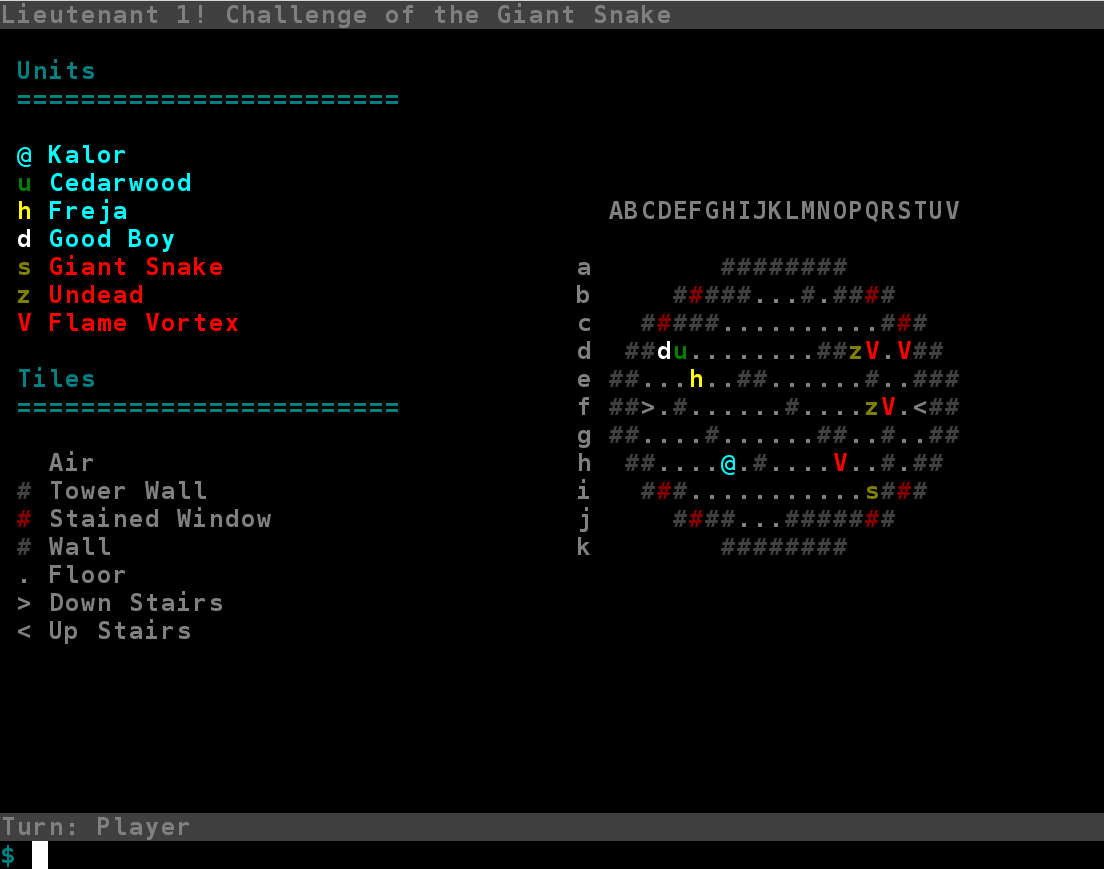 Lieutenant 1! Challenge of the Giant Snake
Units
========================
@ Kalor
u Cedarwood
h Freja
d Good Boy
s Giant Snake
z Undead
V Flame Vortex
Tiles
========================
Air
# Tower Wall
# Stained Window
# Wall
. Floor
> Down Stairs
< Up Stairs
ABCDEFGHIJKLMNOPQRSTUV
a        ########
b     #####...#.####
c   #####..........###
d  ##du........##zV.V##
e ##...h..##......#..###
f ##>.#......#....zV.<##
g ##....#......##..#..##
h  ##....@.#....V..#.##
i   ###...........s###
j     ####...#######
k        ########
Turn: Player
$